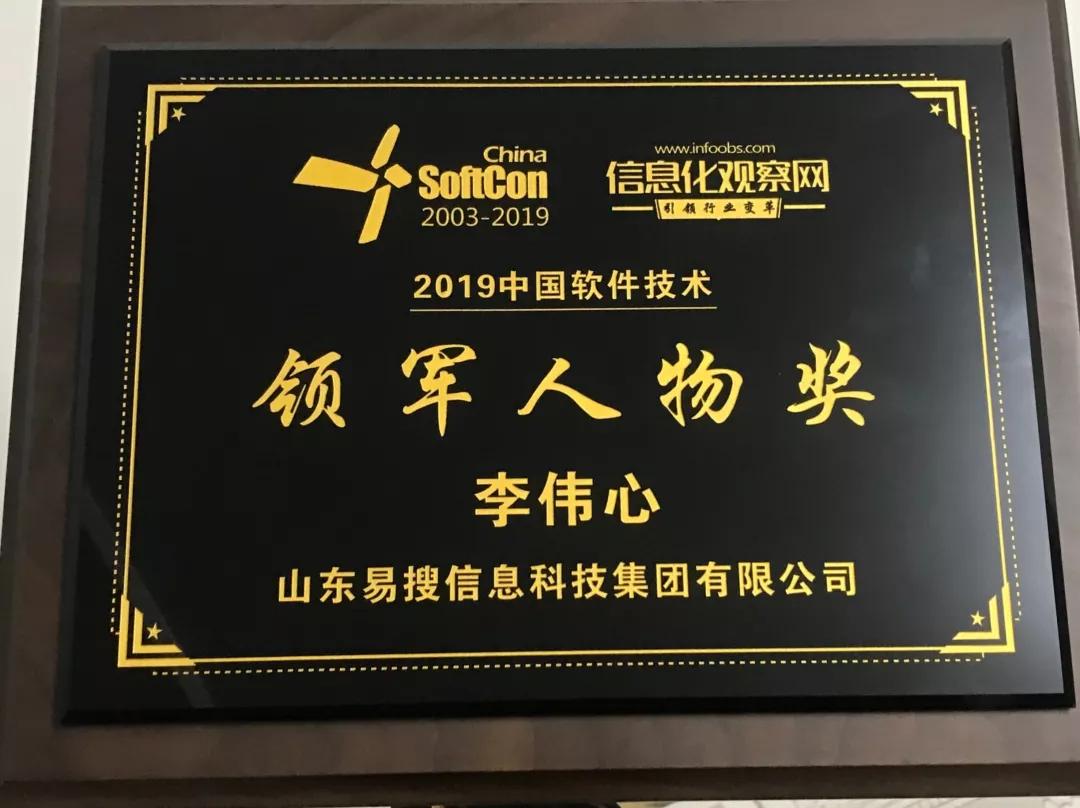 China
SoftCon
2003-2019
www.infoobs.com
信息化观察网
引领行业变革
2019中国软件技术
领军人物奖
李伟心
山东易搜信息科技集团有限公司